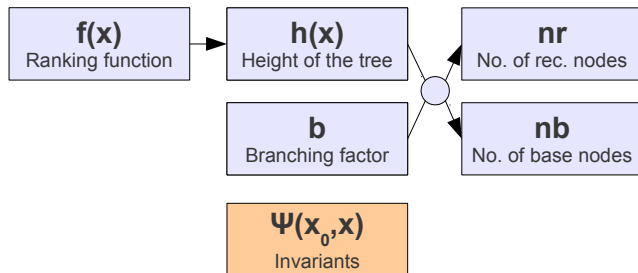 f(x)
Ranking function
h(x)
Height of the tree
nr
No. of rec. nodes
b
Branching factor
nb
No. of base nodes
Ψ(x₀,x)
Invariants